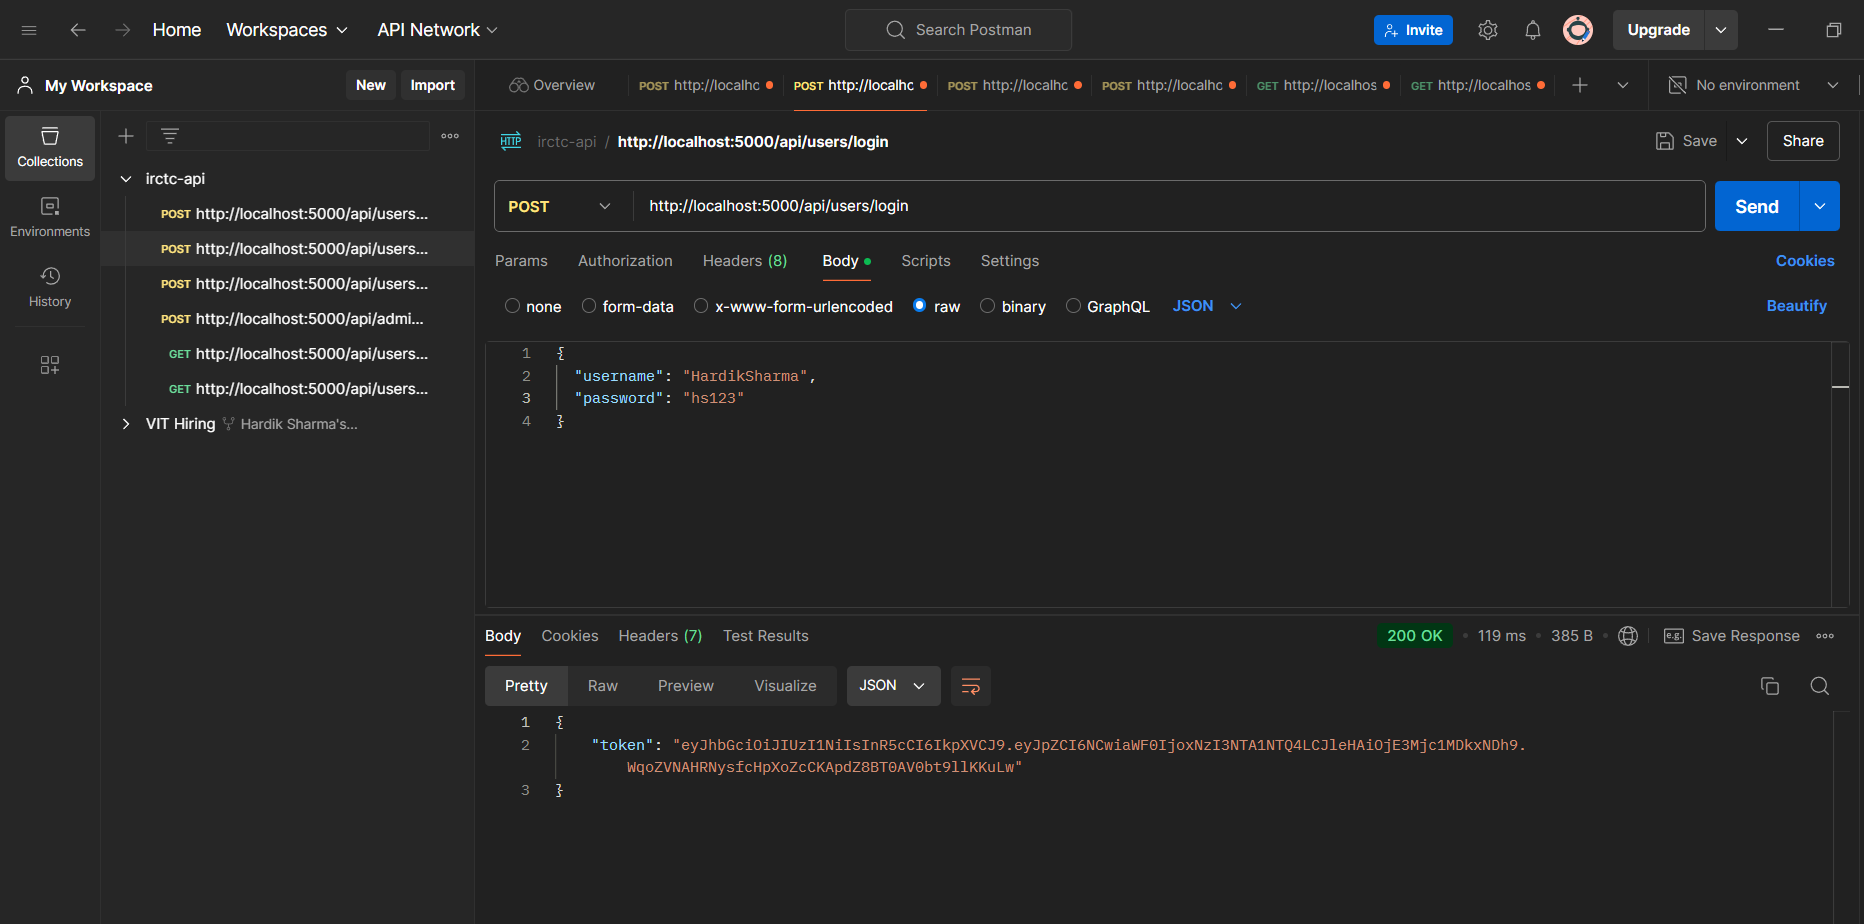 Home
Workspaces
API Network
Search Postman
Invite
Upgrade
My Workspace
New
Import
Overview
POST http://localhc
POST http://localhc
POST http://localhc
POST http://localhc
GET http://localhos
GET http://localhos
No environment
Collections
Environments
History
irctc-api
POST http://localhost:5000/api/users...
POST http://localhost:5000/api/users...
POST http://localhost:5000/api/users...
POST http://localhost:5000/api/admi...
GET http://localhost:5000/api/users...
GET http://localhost:5000/api/users...
VIT Hiring Hardik Sharma's...
HTTP irctc-api / http://localhost:5000/api/users/login
Save
Share
POST
http://localhost:5000/api/users/login
Send
Params
Authorization
Headers (8)
Body
Scripts
Settings
Cookies
none
form-data
x-www-form-urlencoded
raw
binary
GraphQL
JSON
Beautify
1 {
2 "username": "HardikSharma",
3 "password": "hs123"
4 }
Body
Cookies
Headers (7)
Test Results
200 OK
119 ms
385 B
e.g. Save Response
Pretty
Raw
Preview
Visualize
JSON
1 {
2 "token": "eyJhbGciOiJIUzI1NiIsInR5cCI6IkpXVCJ9.eyJpZCI6NCwiaWF0IjoxNzI3NTA1NTQ4LCJleHAiOjE3Mjc1MDkxNDh9.
WqoZVNAHRNysfcHpXoZcCKApdZ8BT0AV0bt9llKKuLw"
3 }